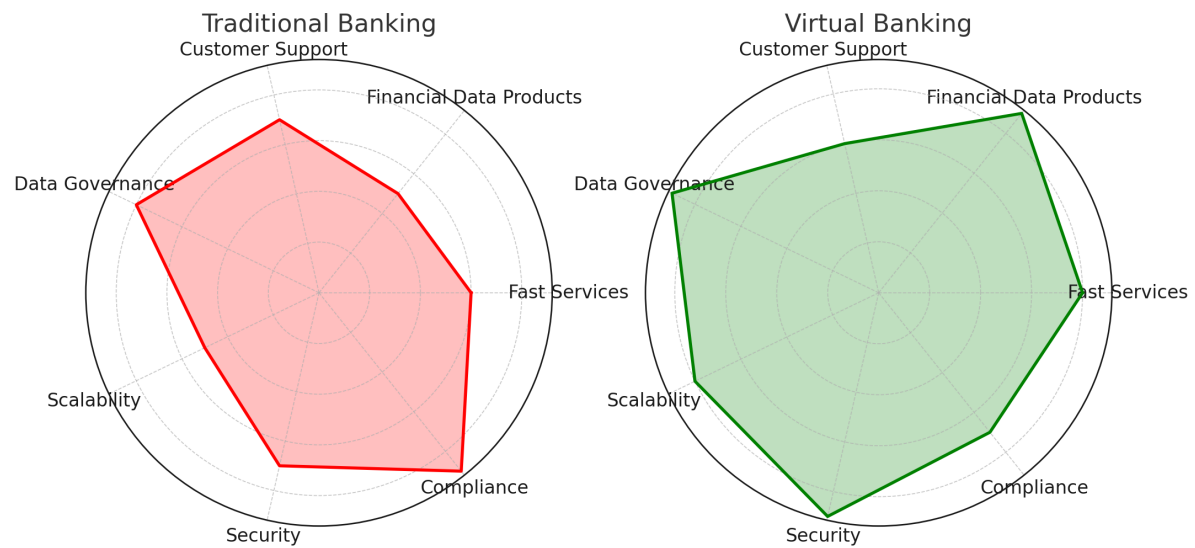 Traditional Banking
Customer Support
Financial Data Products
Data Governance
Fast Services
Scalability
Compliance
Security
Virtual Banking
Customer Support
Financial Data Products
Data Governance
Fast Services
Scalability
Compliance
Security